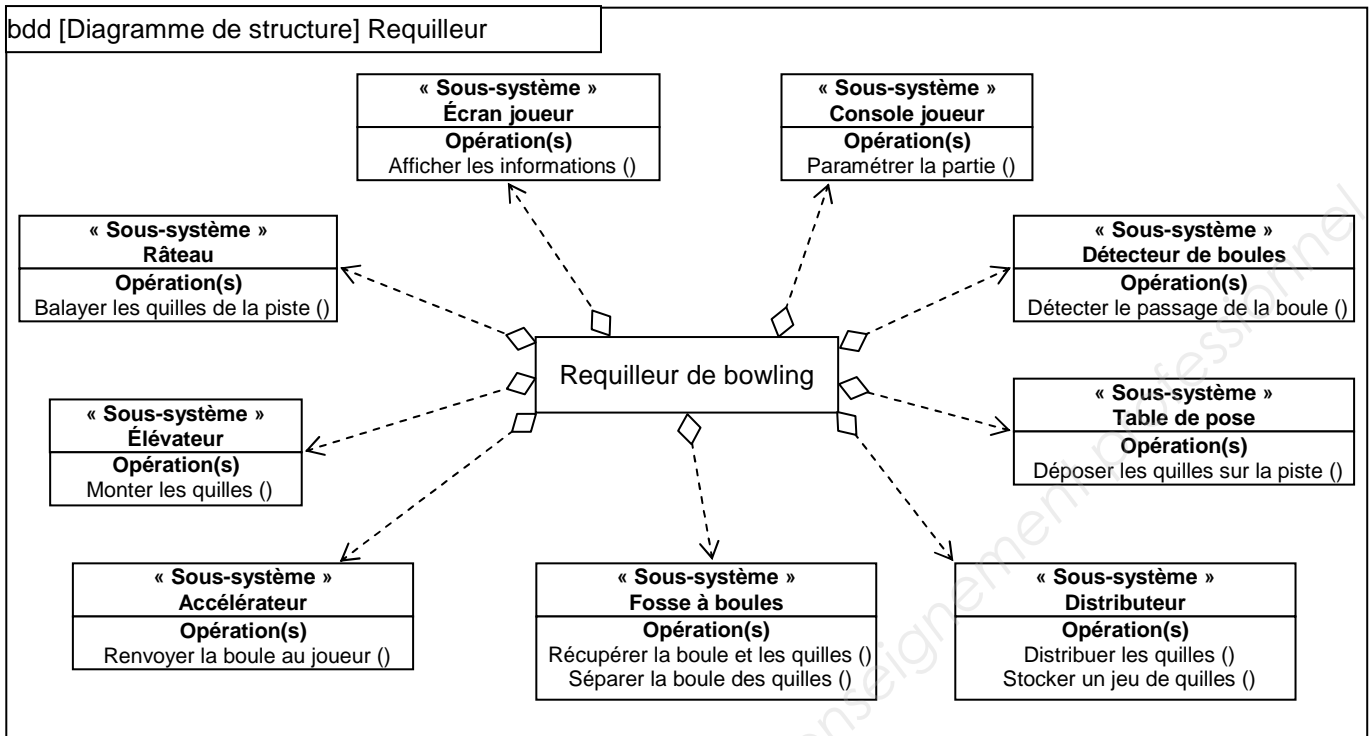 bdd [Diagramme de structure] Requilleur
« Sous-système »
Écran joueur
Opération(s)
Afficher les informations ()
« Sous-système »
Console joueur
Opération(s)
Paramétrer la partie ()
« Sous-système »
Râteau
Opération(s)
Balayer les quilles de la piste ()
« Sous-système »
Détecteur de boules
Opération(s)
Détecter le passage de la boule ()
Requilleur de bowling
« Sous-système »
Élévateur
Opération(s)
Monter les quilles ()
« Sous-système »
Table de pose
Opération(s)
Déposer les quilles sur la piste ()
« Sous-système »
Accélérateur
Opération(s)
Renvoyer la boule au joueur ()
« Sous-système »
Fosse à boules
Opération(s)
Récupérer la boule et les quilles ()
Séparer la boule des quilles ()
« Sous-système »
Distributeur
Opération(s)
Distribuer les quilles ()
Stocker un jeu de quilles ()
enseignement professionnel